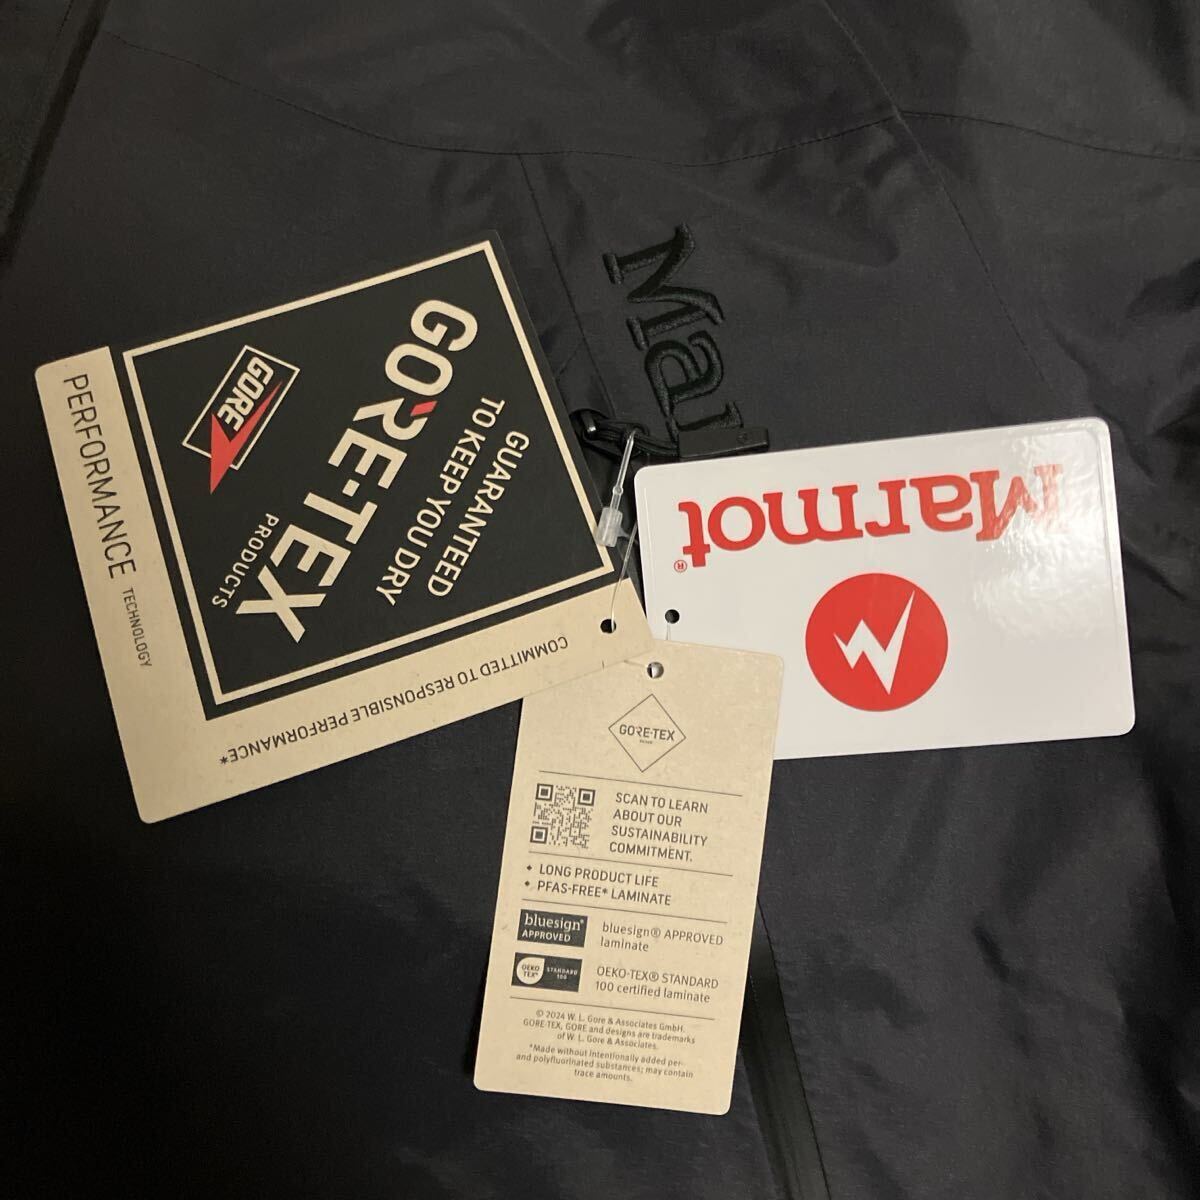 Mar
GORE
GORE-TEX
PRODUCTS
GUARANTEED
TO KEEP YOU DRY
PERFORMANCE TECHNOLOGY
COMMITTED TO RESPONSIBLE PERFORMANCE*
Marmot®
GORE-TEX
SCAN TO LEARN
ABOUT OUR
SUSTAINABILITY
COMMITMENT.
• LONG PRODUCT LIFE
• PFAS-FREE* LAMINATE
bluesign®
APPROVED
bluesign® APPROVED
laminate
OEKO
TEX®
STANDARD
100
OEKO-TEX® STANDARD
100 certified laminate
© 2024 W. L. Gore & Associates GmbH.
GORE-TEX, GORE and designs are trademarks
of W. L. Gore & Associates.
*Made without intentionally added per-
and polyfluorinated substances; may contain
trace amounts.